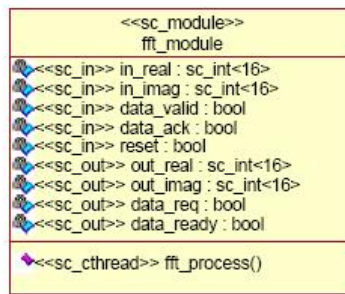 <<sc_module>>
fft_module
<<sc_in>> in_real : sc_int<16>
<<sc_in>> in_imag : sc_int<16>
<<sc_in>> data_valid : bool
<<sc_in>> data_ack : bool
<<sc_in>> reset : bool
<<sc_out>> out_real : sc_int<16>
<<sc_out>> out_imag : sc_int<16>
<<sc_out>> data_req : bool
<<sc_out>> data_ready : bool
<<sc_cthread>> fft_process()